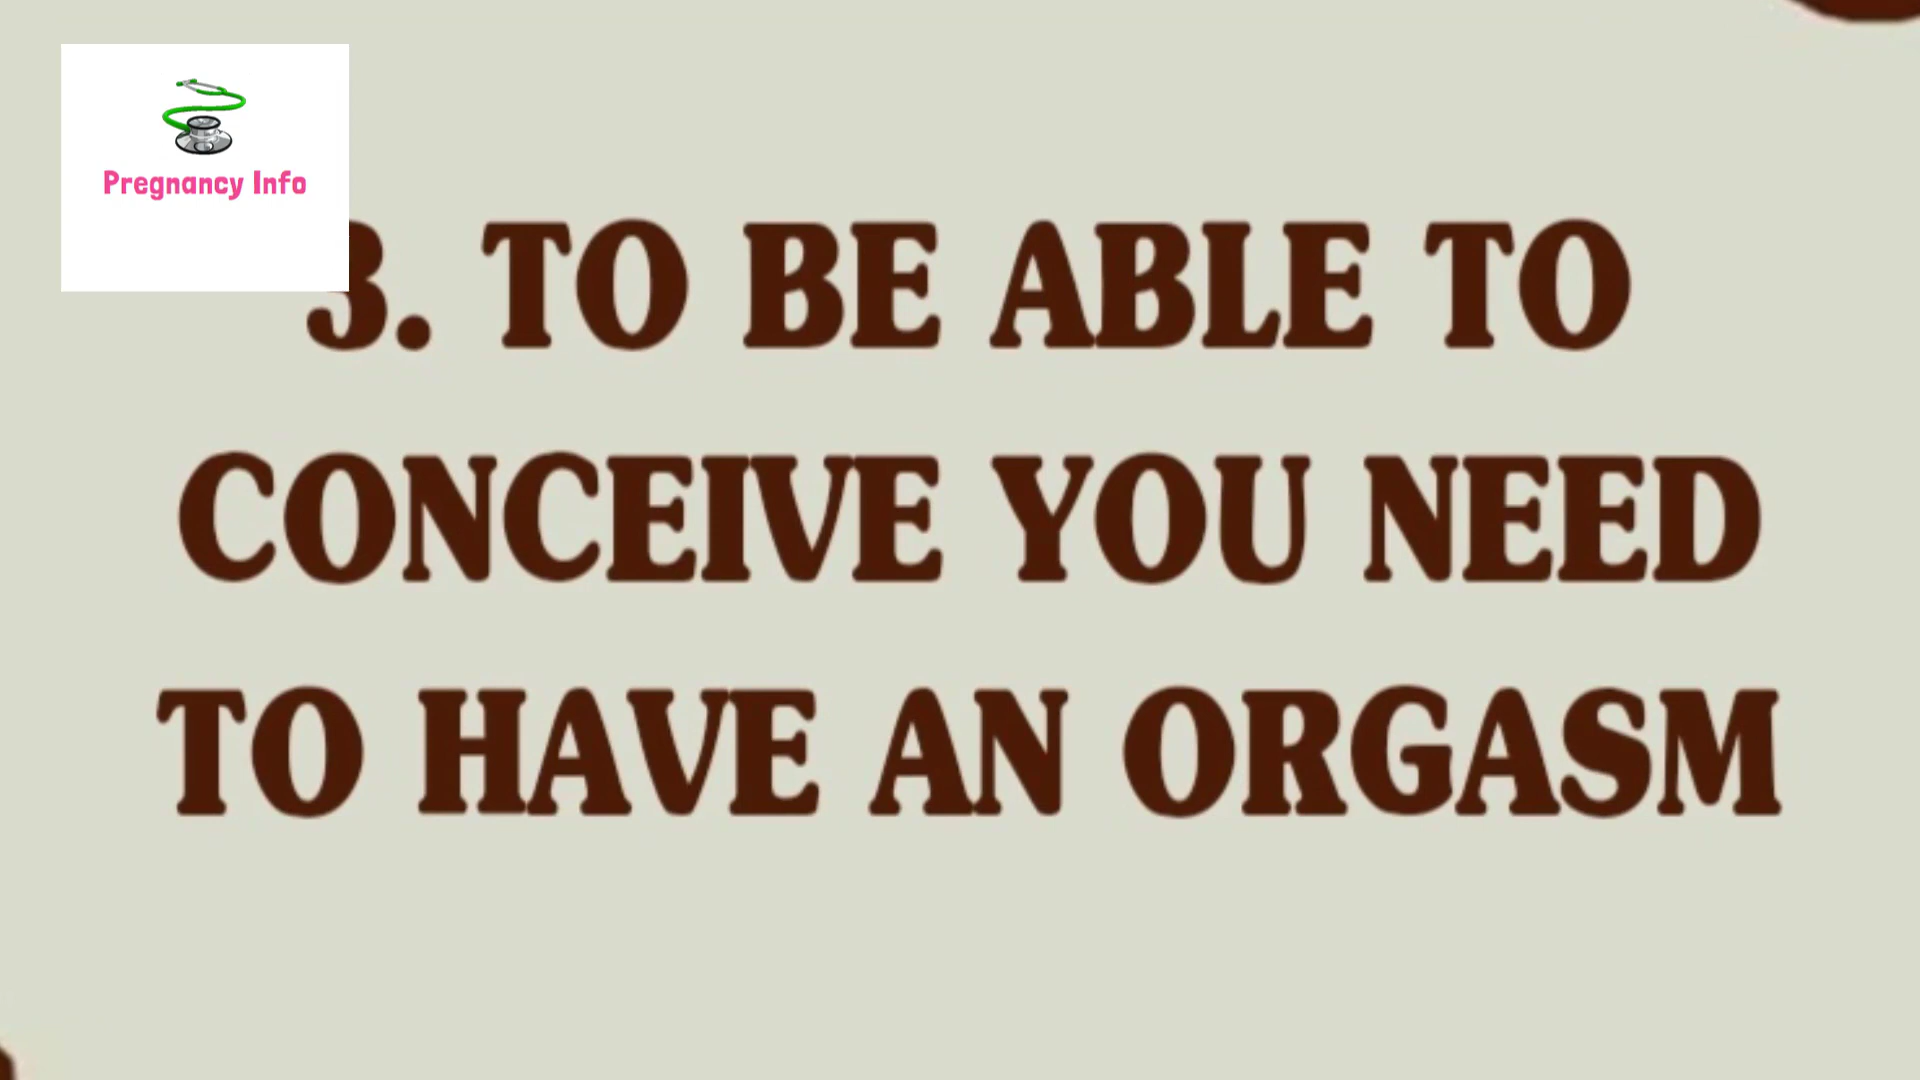 Pregnancy Info
3. TO BE ABLE TO
CONCEIVE YOU NEED
TO HAVE AN ORGASM